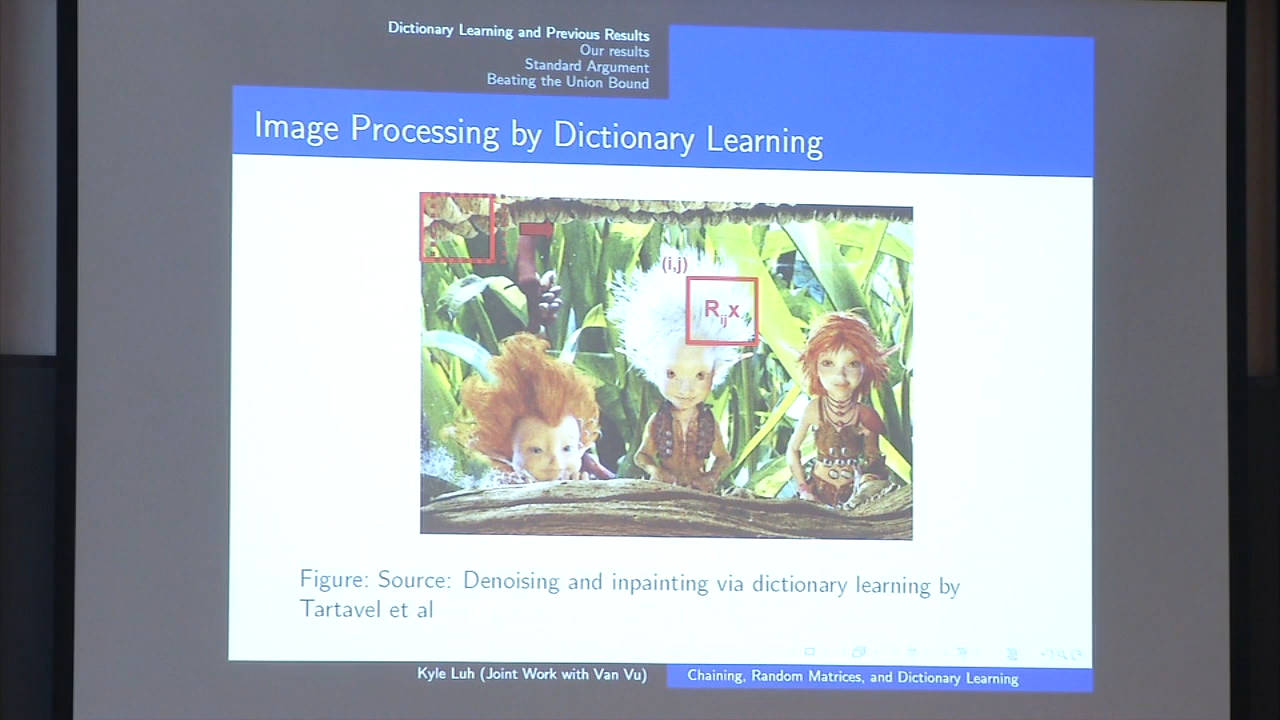 Dictionary Learning and Previous Results
Our results
Standard Argument
Beating the Union Bound
Image Processing by Dictionary Learning
(i,j)
Rijx
Figure: Source: Denoising and inpainting via dictionary learning by
Tartavel et al
Kyle Luh (Joint Work with Van Vu)
Chaining, Random Matrices, and Dictionary Learning